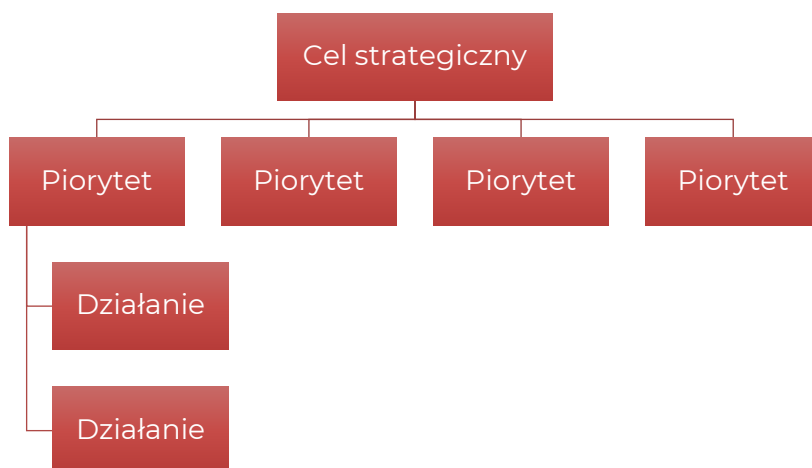 Cel strategiczny
Piorytet
Piorytet
Piorytet
Piorytet
Działanie
Działanie